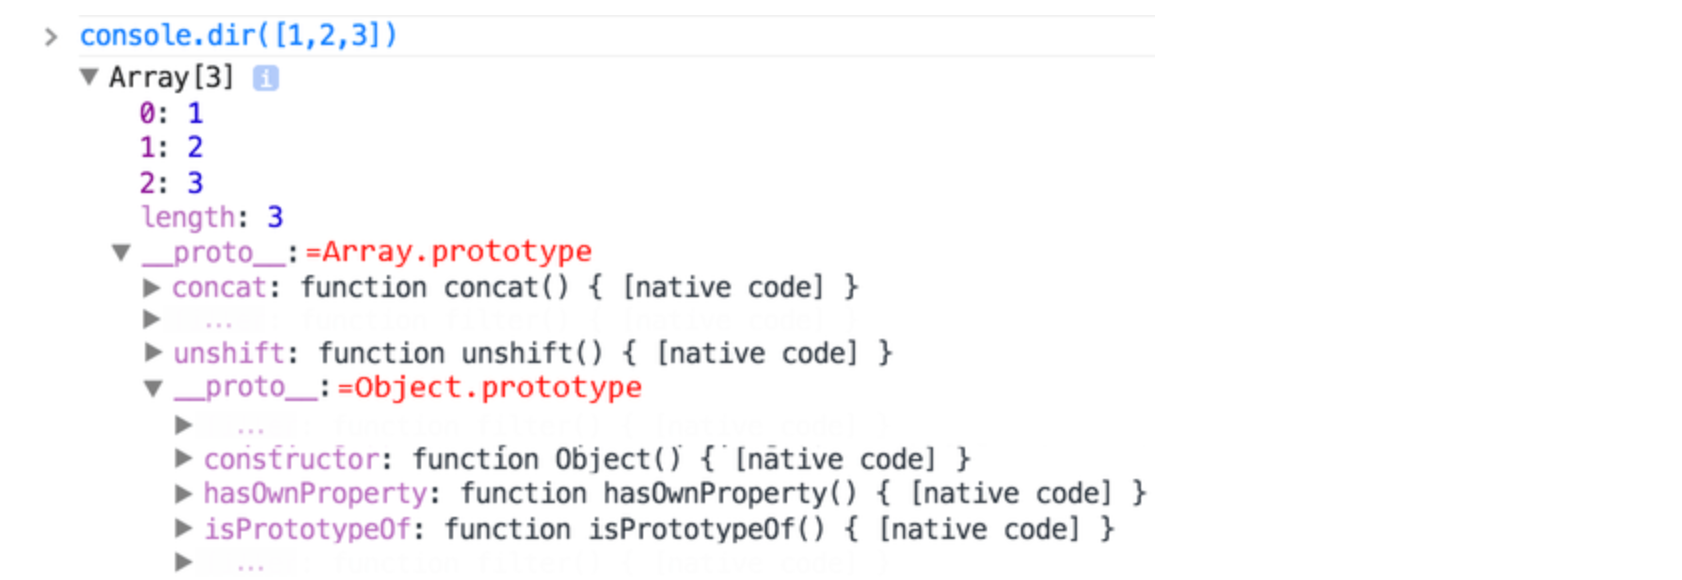 > console.dir([1,2,3])
▼ Array[3] i
0: 1
1: 2
2: 3
length: 3
▼ __proto__:=Array.prototype
▶ concat: function concat() { [native code] }
▶ ...
▶ unshift: function unshift() { [native code] }
▼ __proto__:=Object.prototype
▶ ...
▶ constructor: function Object() { [native code] }
▶ hasOwnProperty: function hasOwnProperty() { [native code] }
▶ isPrototypeOf: function isPrototypeOf() { [native code] }
▶ ...